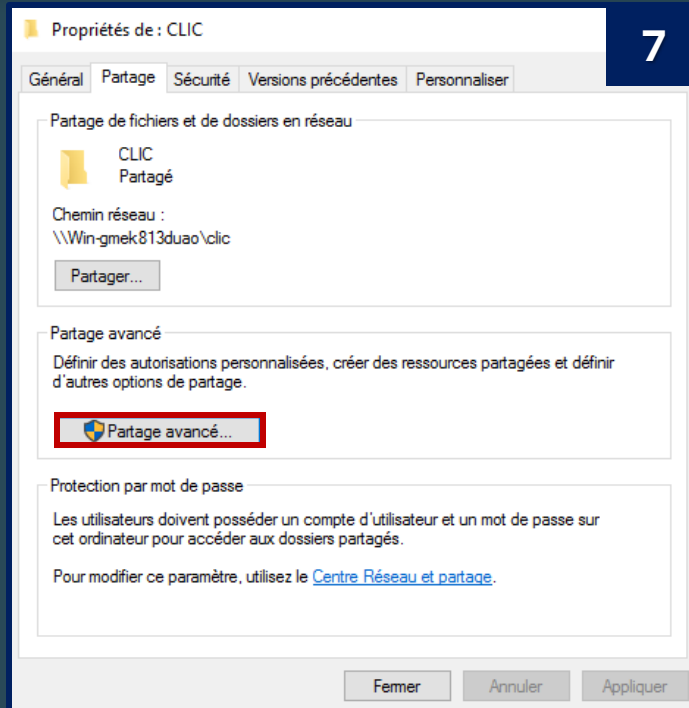 Propriétés de : CLIC
7
Général Partage Sécurité Versions précédentes Personnaliser
Partage de fichiers et de dossiers en réseau
CLIC
Partagé
Chemin réseau :
\\Win-gmek813duao\clic
Partager...
Partage avancé
Définir des autorisations personnalisées, créer des ressources partagées et définir
d'autres options de partage.
Partage avancé...
Protection par mot de passe
Les utilisateurs doivent posséder un compte d'utilisateur et un mot de passe sur
cet ordinateur pour accéder aux dossiers partagés.
Pour modifier ce paramètre, utilisez le Centre Réseau et partage.
Fermer Annuler Appliquer